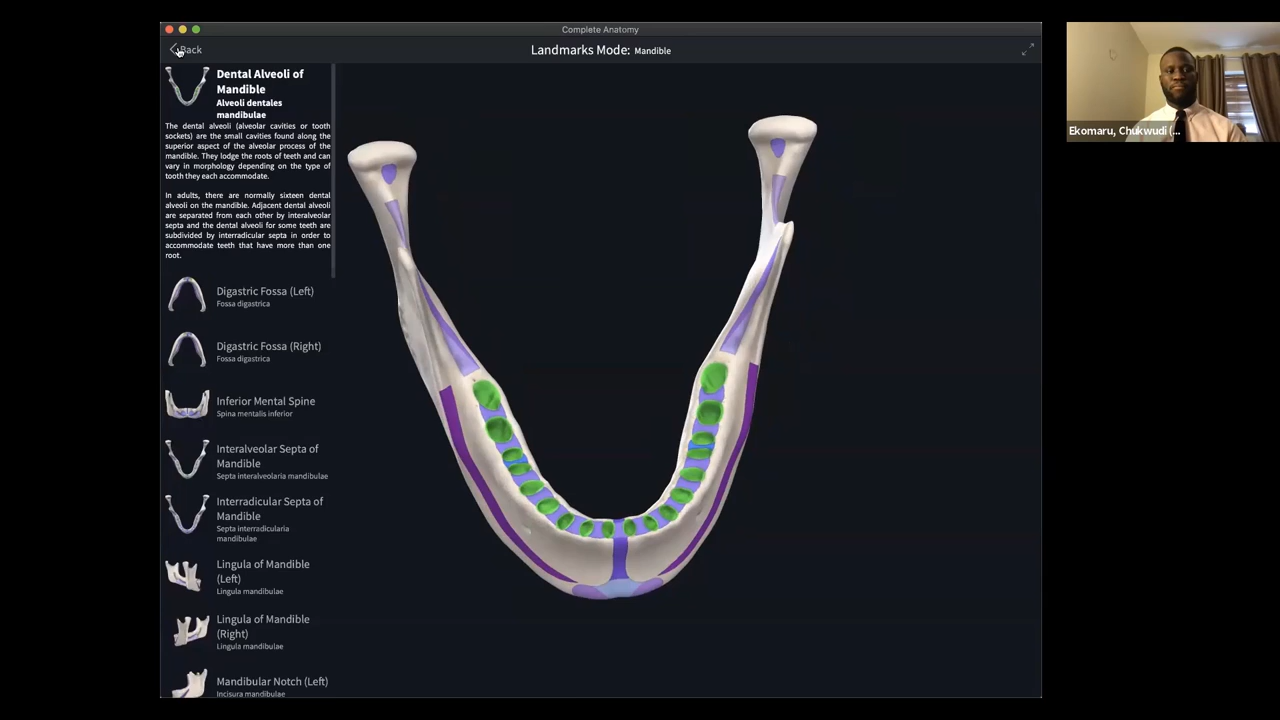 Complete Anatomy
Back
Landmarks Mode: Mandible
Dental Alveoli of
Mandible
Alveoli dentales
mandibulae
The dental alveoli (alveolar cavities or tooth
sockets) are the small cavities found along the
superior aspect of the alveolar process of the
mandible. They lodge the roots of teeth and can
vary in morphology depending on the type of
tooth they each accommodate.
In adults, there are normally sixteen dental
alveoli on the mandible. Adjacent dental alveoli
are separated from each other by interalveolar
septa and the dental alveoli for some teeth are
subdivided by interradicular septa in order to
accommodate teeth that have more than one
root.
Digastric Fossa (Left)
Fossa digastrica
Digastric Fossa (Right)
Fossa digastrica
Inferior Mental Spine
Spina mentalis inferior
Interalveolar Septa of
Mandible
Septa interalveolaria mandibulae
Interradicular Septa of
Mandible
Septa interradicularia
mandibulae
Lingula of Mandible
(Left)
Lingula mandibulae
Lingula of Mandible
(Right)
Lingula mandibulae
Mandibular Notch (Left)
Incisura mandibulae
Ekomaru, Chukwudi (...